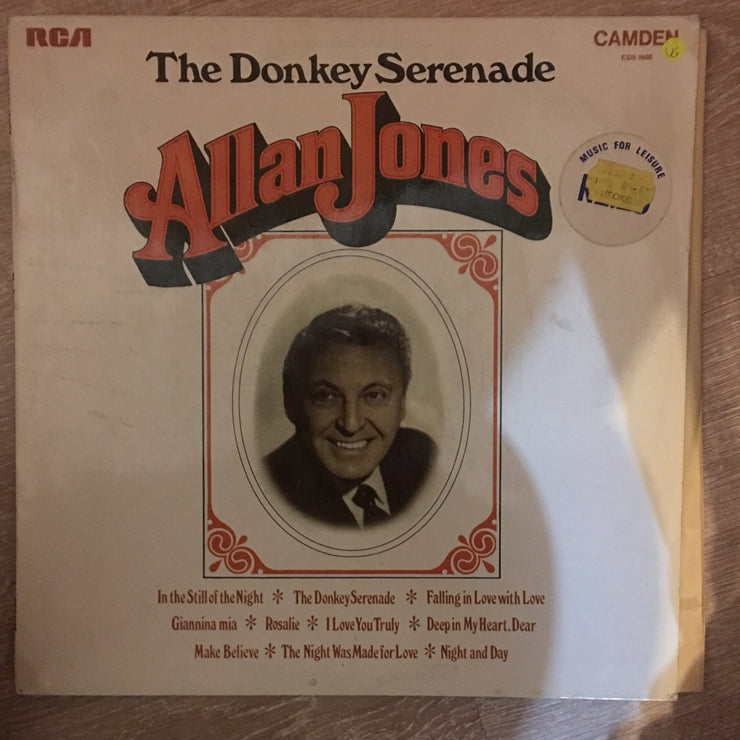 RCA
CAMDEN
VG
The Donkey Serenade
Allan Jones
MUSIC FOR LEISURE
In the Still of the Night * The Donkey Serenade * Falling in Love with Love
Giannina mia * Rosalie * I Love You Truly * Deep in My Heart, Dear
Make Believe * The Night Was Made for Love * Night and Day